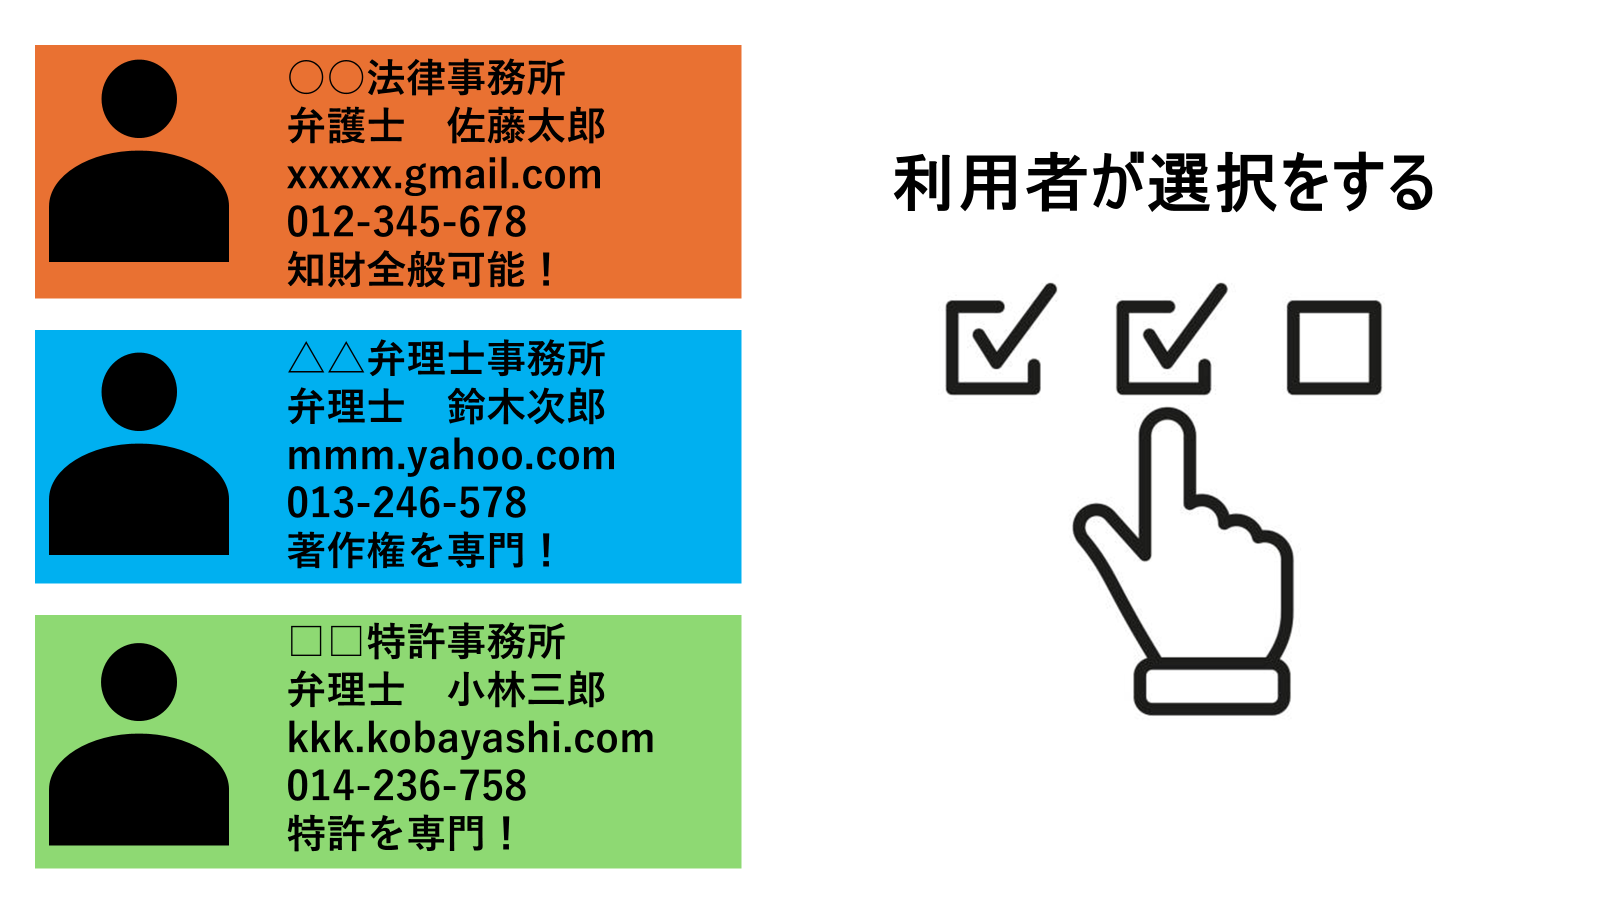 ○○法律事務所
弁護士　佐藤太郎
xxxxx.gmail.com
012-345-678
知財全般可能！
△△弁理士事務所
弁理士　鈴木次郎
mmm.yahoo.com
013-246-578
著作権を専門！
□□特許事務所
弁理士　小林三郎
kkk.kobayashi.com
014-236-758
特許を専門！
利用者が選択をする